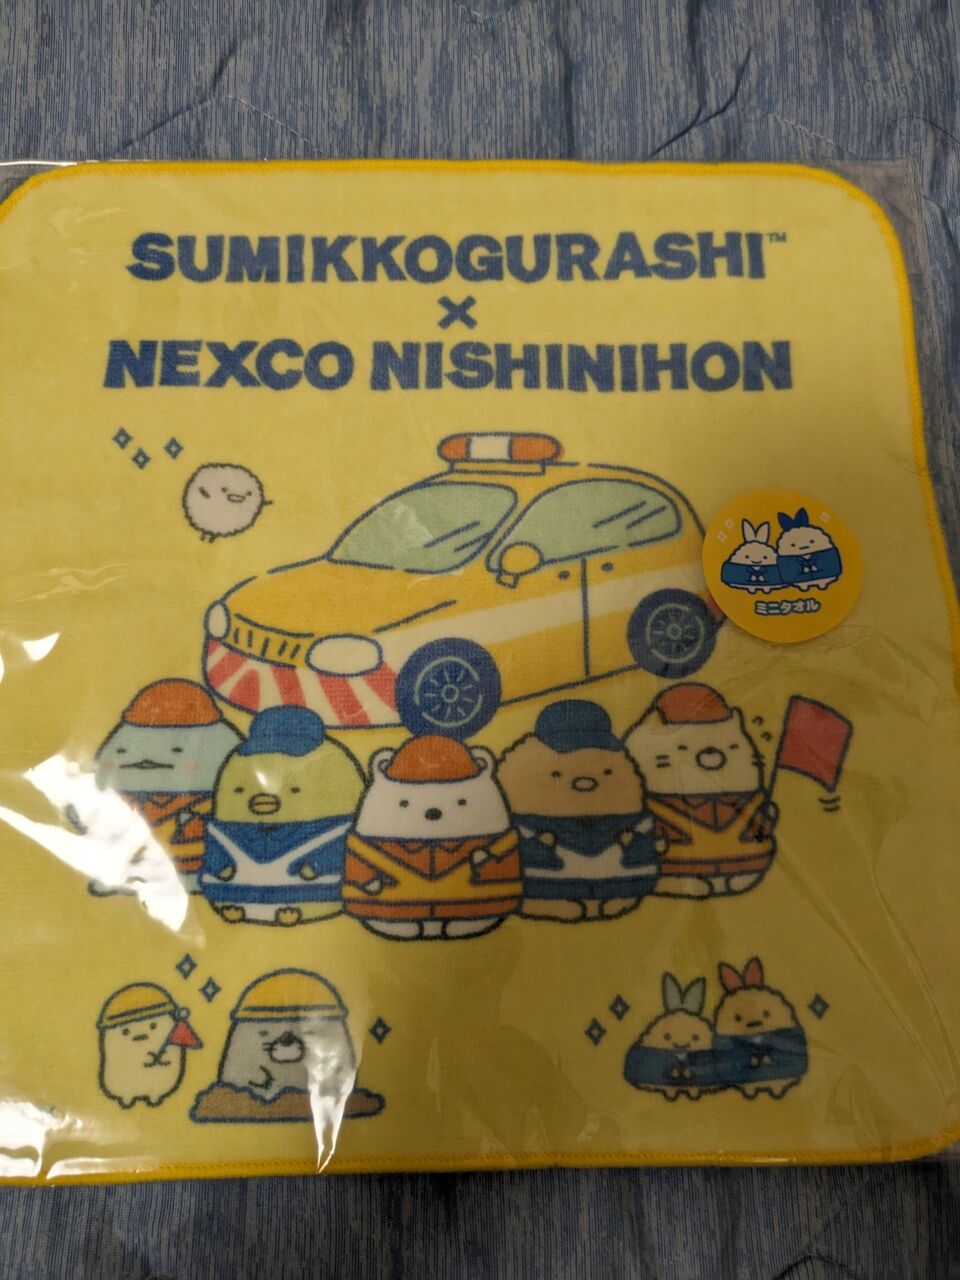 SUMIKKOGURASHI™
×
NEXCO NISHINIHON
ミニタオル